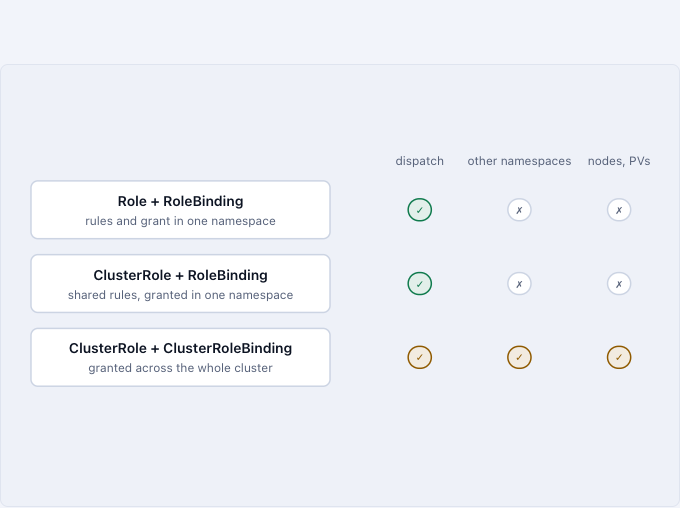 dispatch other namespaces nodes, PVs
Role + RoleBinding
rules and grant in one namespace
✓ ✗ ✗
ClusterRole + RoleBinding
shared rules, granted in one namespace
✓ ✗ ✗
ClusterRole + ClusterRoleBinding
granted across the whole cluster
✓ ✓ ✓